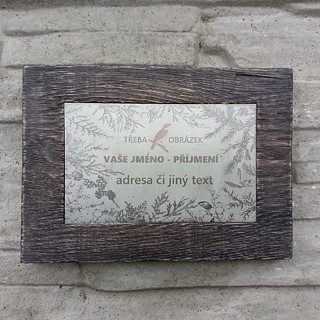 TŘEBA OBRÁZEK
VAŠE JMÉNO - PŘÍJMENÍ
adresa či jiný text